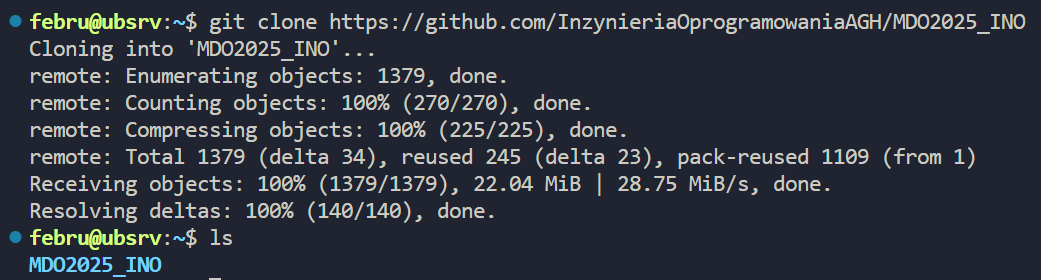 febru@ubsrv:~$ git clone https://github.com/InzynieriaOprogramowaniaAGH/MDO2025_INO
Cloning into 'MDO2025_INO'...
remote: Enumerating objects: 1379, done.
remote: Counting objects: 100% (270/270), done.
remote: Compressing objects: 100% (225/225), done.
remote: Total 1379 (delta 34), reused 245 (delta 23), pack-reused 1109 (from 1)
Receiving objects: 100% (1379/1379), 22.04 MiB | 28.75 MiB/s, done.
Resolving deltas: 100% (140/140), done.
febru@ubsrv:~$ ls
MDO2025_INO